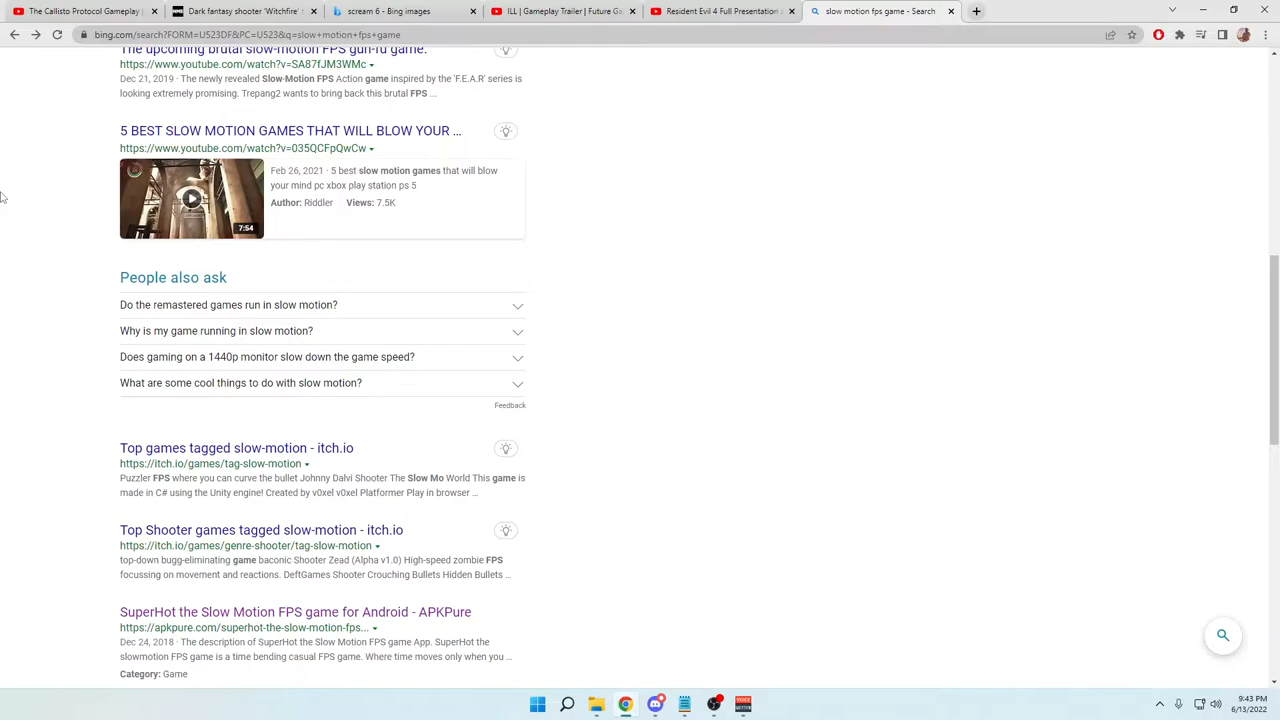 The Callisto Protocol - Gamepl
NME Dark fantasy shooter 'Witchfire' t
scream 6 - Bing images
ILL | Gameplay Trailer | Future Ga
Resident Evil 4 Full Presentation |
slow motion fps game - Search
bing.com/search?FORM=U523DF&PC=U523&q=slow+motion+fps+game
The upcoming brutal slow-motion FPS gun-fu game.
https://www.youtube.com/watch?v=SA87fJM3WMc
Dec 21, 2019 · The newly revealed Slow-Motion FPS Action game inspired by the 'F.E.A.R' series is
looking extremely promising. Trepang2 wants to bring back this brutal FPS ...
5 BEST SLOW MOTION GAMES THAT WILL BLOW YOUR ...
https://www.youtube.com/watch?v=035QCFpQwCw
Feb 26, 2021 · 5 best slow motion games that will blow
your mind pc xbox play station ps 5
Author: Riddler Views: 7.5K
7:54
People also ask
Do the remastered games run in slow motion?
Why is my game running in slow motion?
Does gaming on a 1440p monitor slow down the game speed?
What are some cool things to do with slow motion?
Feedback
Top games tagged slow-motion - itch.io
https://itch.io/games/tag-slow-motion
Puzzler FPS where you can curve the bullet Johnny Dalvi Shooter The Slow Mo World This game is
made in C# using the Unity engine! Created by v0xel v0xel Platformer Play in browser ...
Top Shooter games tagged slow-motion - itch.io
https://itch.io/games/genre-shooter/tag-slow-motion
top-down bugg-eliminating game baconic Shooter Zead (Alpha v1.0) High-speed zombie FPS
focussing on movement and reactions. DeftGames Shooter Crouching Bullets Hidden Bullets ...
SuperHot the Slow Motion FPS game for Android - APKPure
https://apkpure.com/superhot-the-slow-motion-fps...
Dec 24, 2018 · The description of SuperHot the Slow Motion FPS game App. SuperHot the
slowmotion FPS game is a time bending casual FPS game. Where time moves only when you ...
Category: Game
9:43 PM
6/13/2022